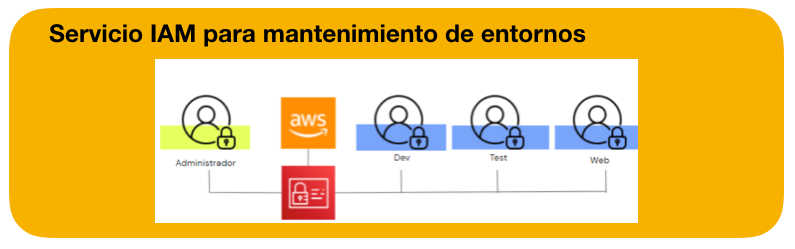 Servicio IAM para mantenimiento de entornos
aws
Administrador
Dev
Test
Web